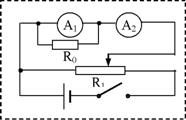 A₁ A₂
R₀
R₁